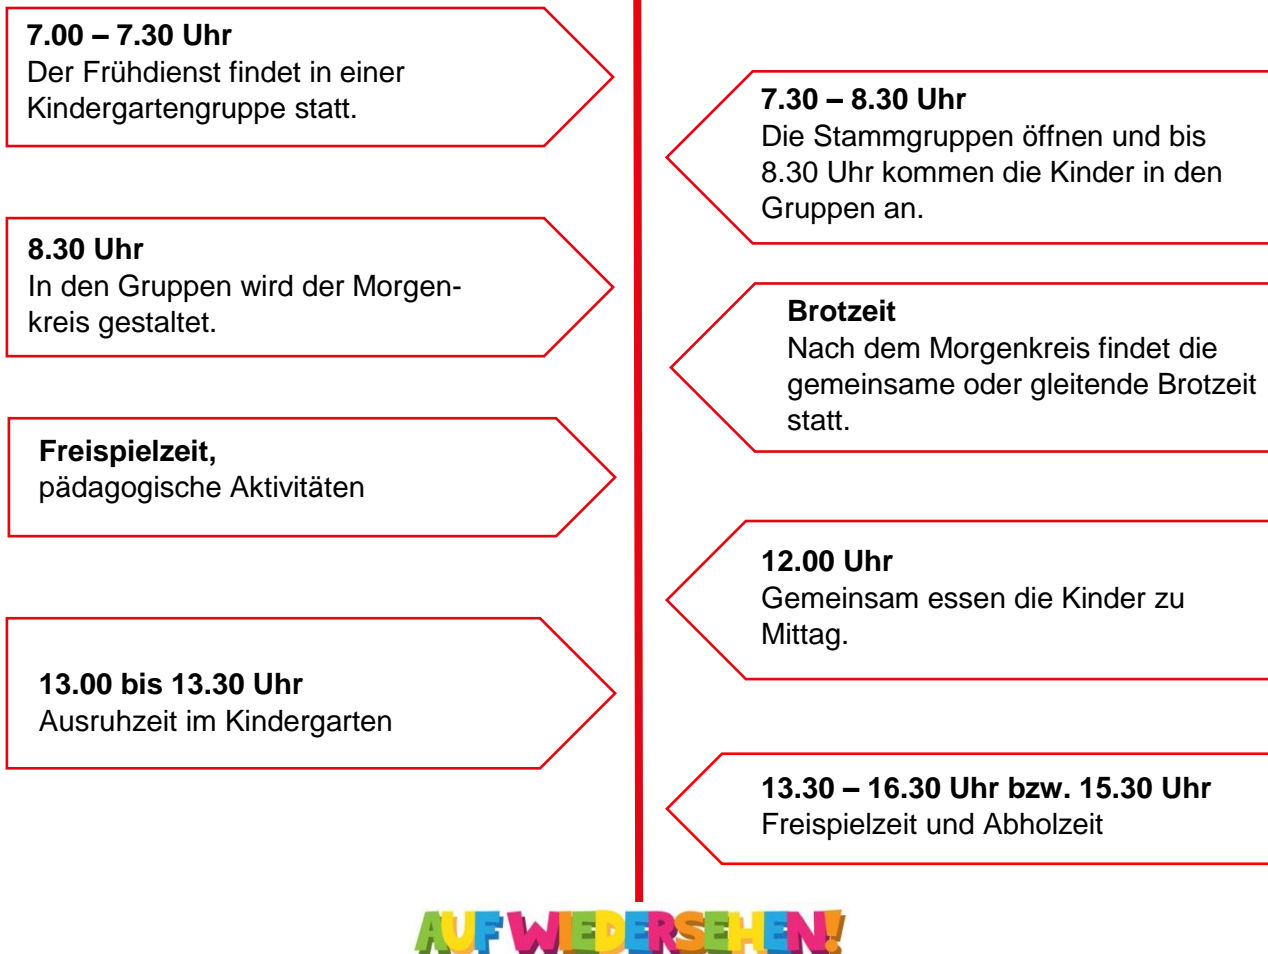 7.00 – 7.30 Uhr
Der Frühdienst findet in einer
Kindergartengruppe statt.
7.30 – 8.30 Uhr
Die Stammgruppen öffnen und bis
8.30 Uhr kommen die Kinder in den
Gruppen an.
8.30 Uhr
In den Gruppen wird der Morgen-
kreis gestaltet.
Brotzeit
Nach dem Morgenkreis findet die
gemeinsame oder gleitende Brotzeit
statt.
Freispielzeit,
pädagogische Aktivitäten
12.00 Uhr
Gemeinsam essen die Kinder zu
Mittag.
13.00 bis 13.30 Uhr
Ausruhzeit im Kindergarten
13.30 – 16.30 Uhr bzw. 15.30 Uhr
Freispielzeit und Abholzeit
AUF WIEDERSEHEN!